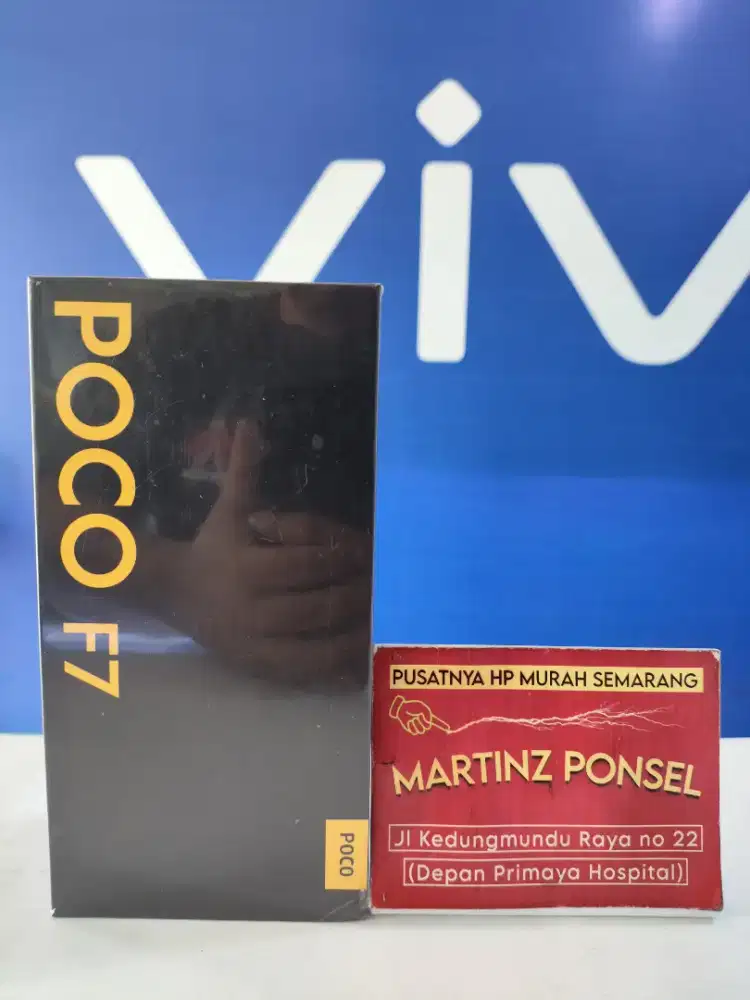 viv
POCO F7
POCO
PUSATNYA HP MURAH SEMARANG
MARTINZ PONSEL
Jl Kedungmundu Raya no 22
(Depan Primaya Hospital)